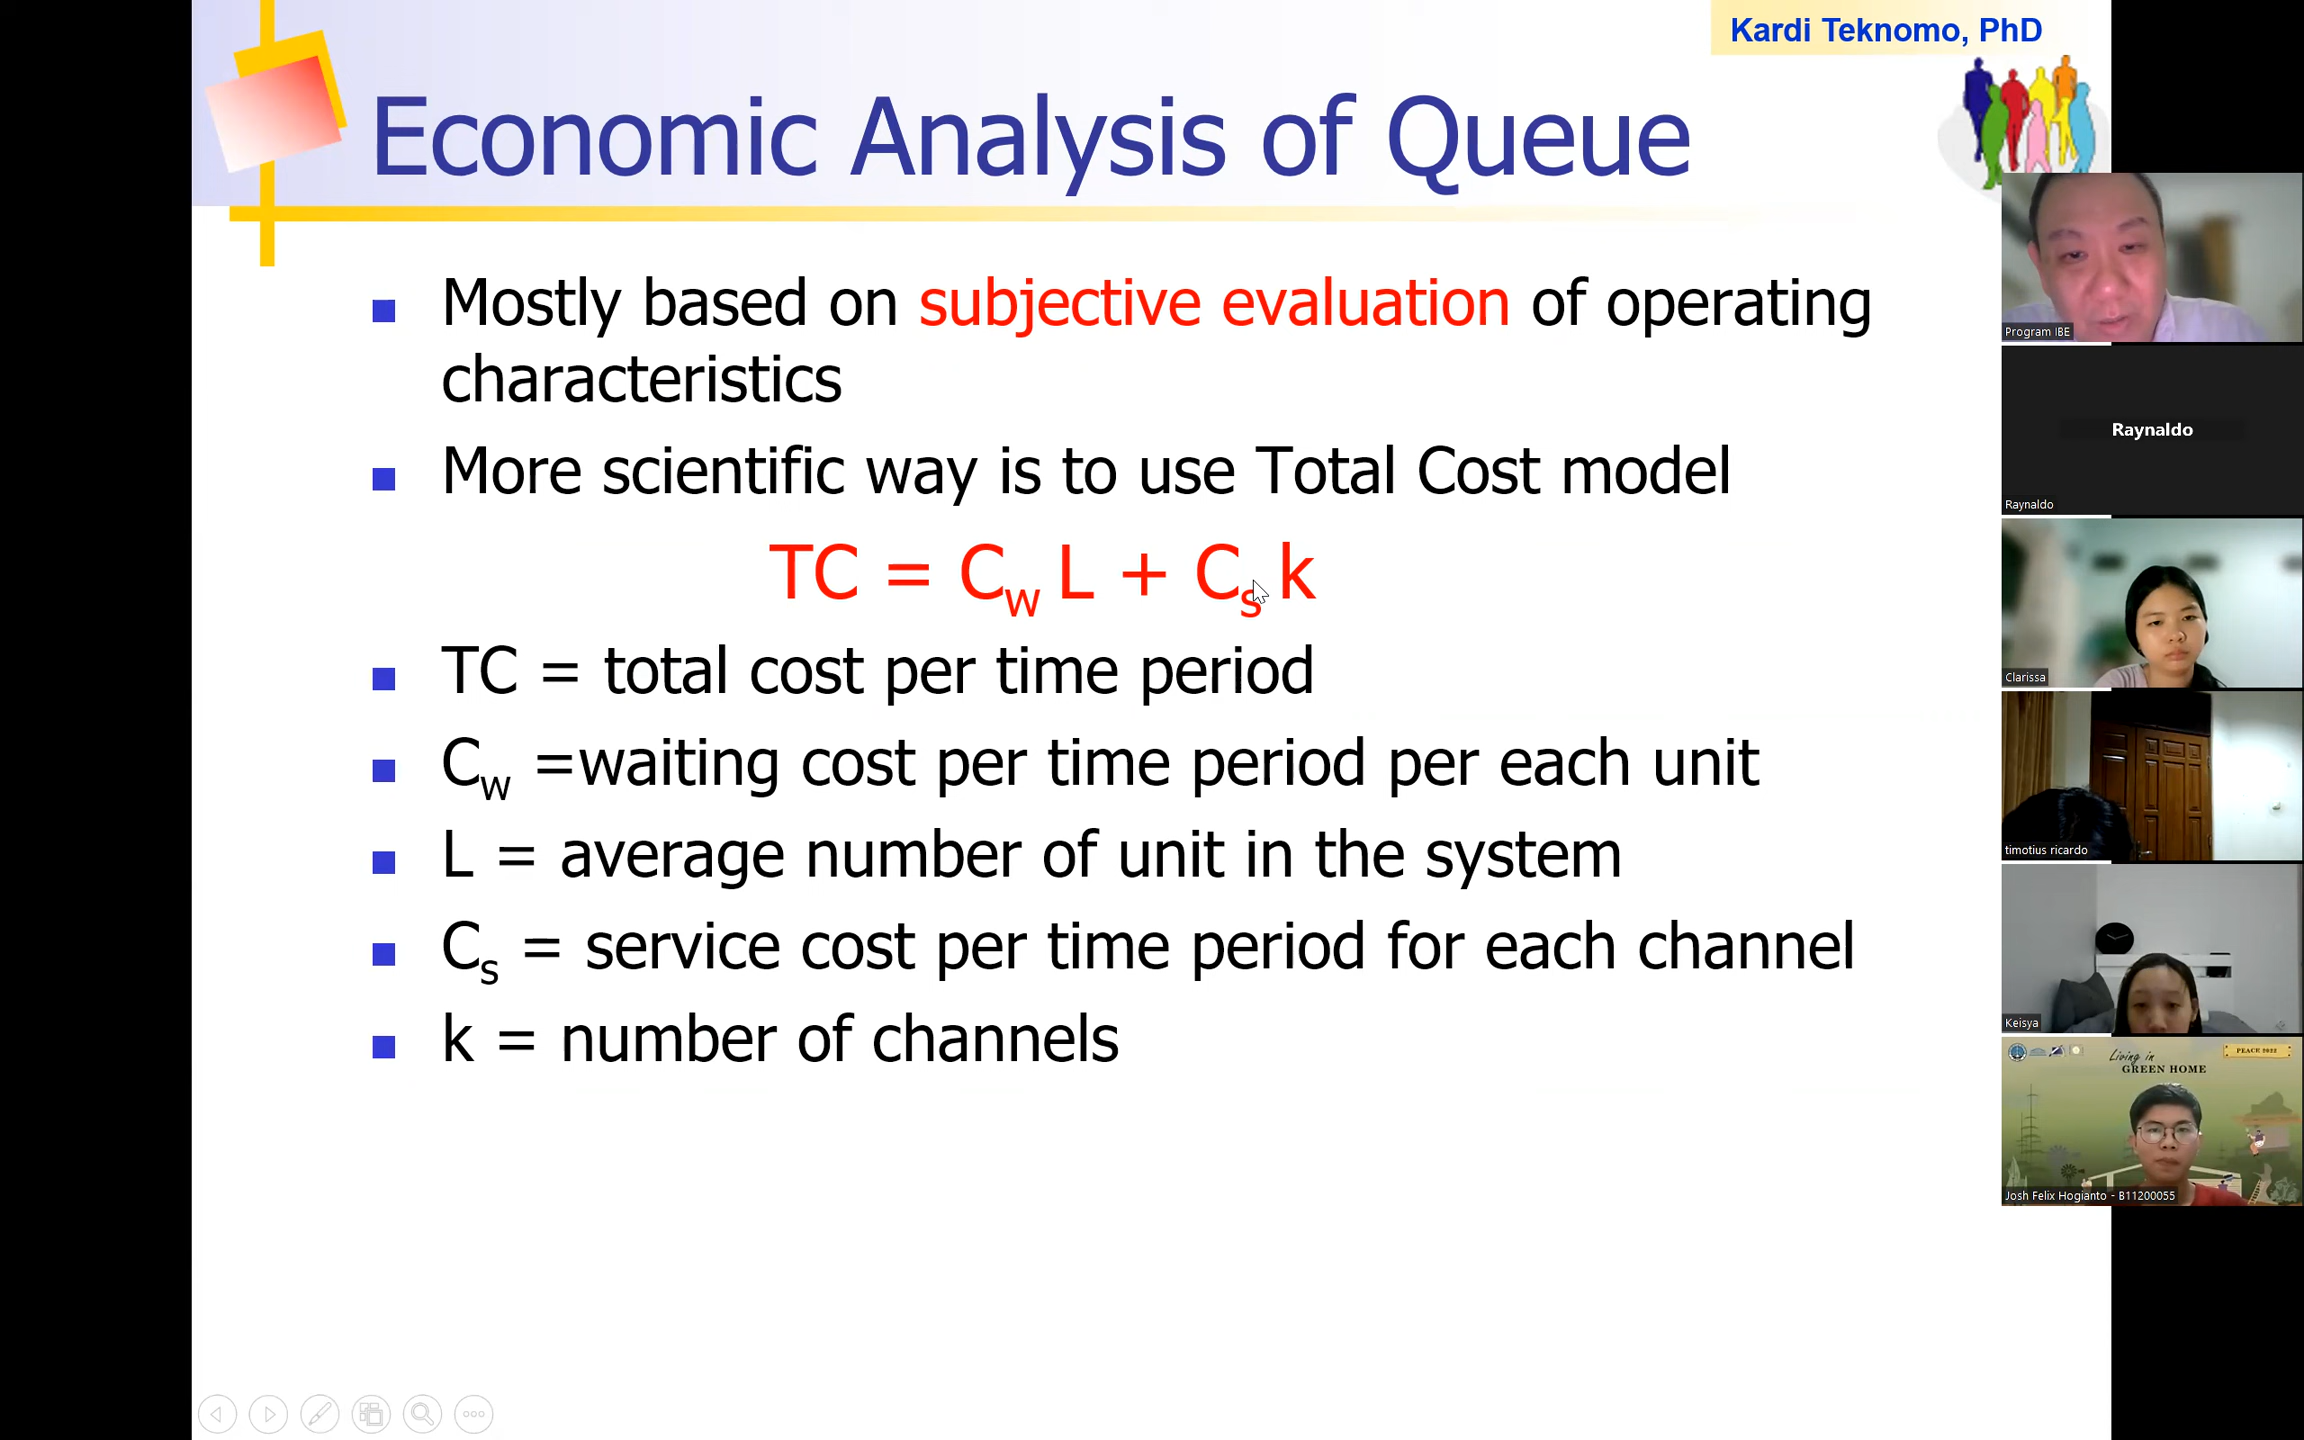 Kardi Teknomo, PhD
Economic Analysis of Queue
Mostly based on subjective evaluation of operating
characteristics
More scientific way is to use Total Cost model
TC = Cw L + Cs k
TC = total cost per time period
Cw =waiting cost per time period per each unit
L = average number of unit in the system
Cs = service cost per time period for each channel
k = number of channels
Program IBE
Raynaldo
Raynaldo
Clarissa
timotius ricardo
Keisya
Living in
GREEN HOME
PEACE 2022
Josh Felix Hogianto - B11200055